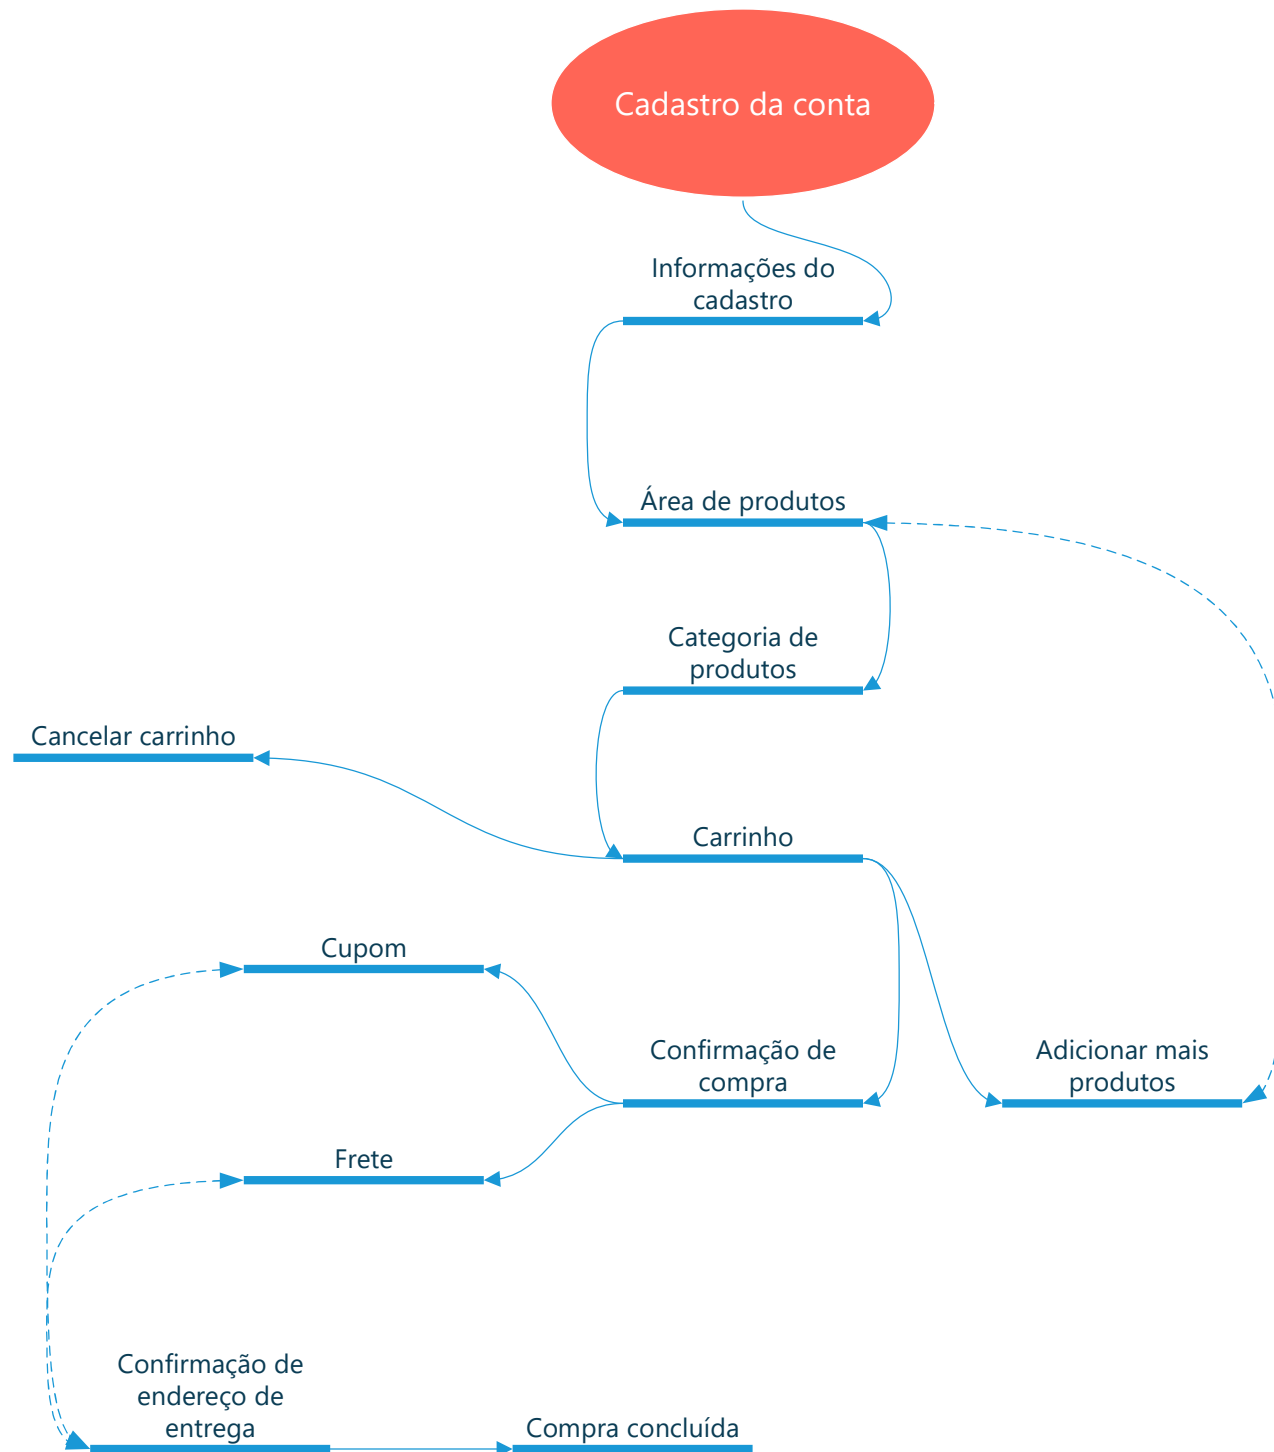 Cadastro da conta
Informações do
cadastro
Área de produtos
Categoria de
produtos
Cancelar carrinho
Carrinho
Cupom
Confirmação de
compra
Adicionar mais
produtos
Frete
Confirmação de
endereço de
entrega
Compra concluída